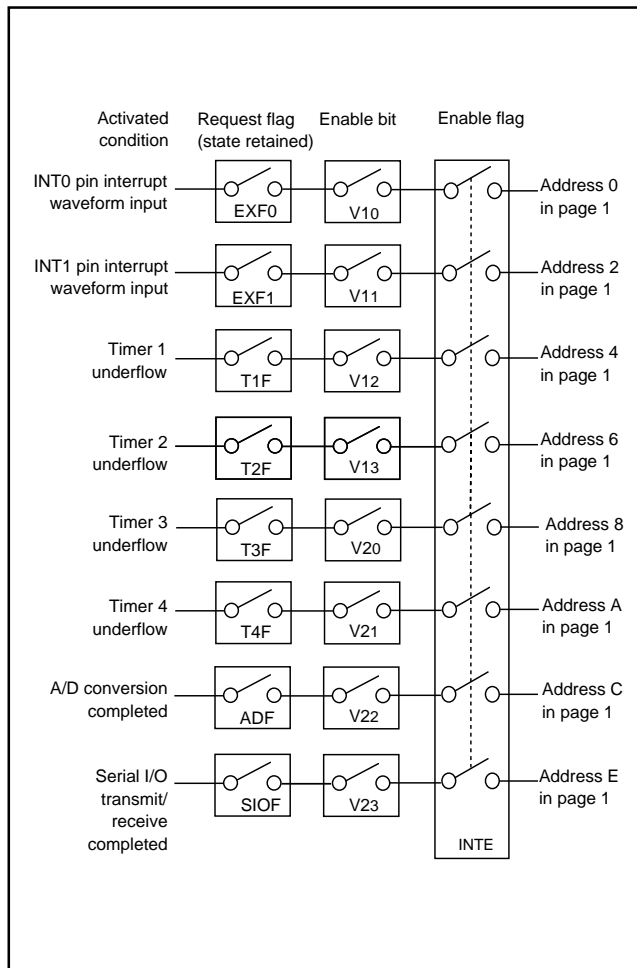 Activated
condition
Request flag
(state retained)
Enable bit
Enable flag
INT0 pin interrupt
waveform input
EXF0
V10
Address 0
in page 1
INT1 pin interrupt
waveform input
EXF1
V11
Address 2
in page 1
Timer 1
underflow
T1F
V12
Address 4
in page 1
Timer 2
underflow
T2F
V13
Address 6
in page 1
Timer 3
underflow
T3F
V20
Address 8
in page 1
Timer 4
underflow
T4F
V21
Address A
in page 1
A/D conversion
completed
ADF
V22
Address C
in page 1
Serial I/O
transmit/
receive
completed
SIOF
V23
Address E
in page 1
INTE